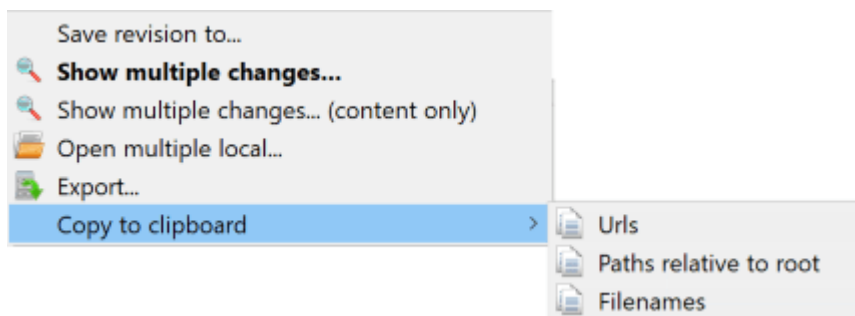 Save revision to...
Show multiple changes...
Show multiple changes... (content only)
Open multiple local...
Export...
Copy to clipboard
Urls
Paths relative to root
Filenames